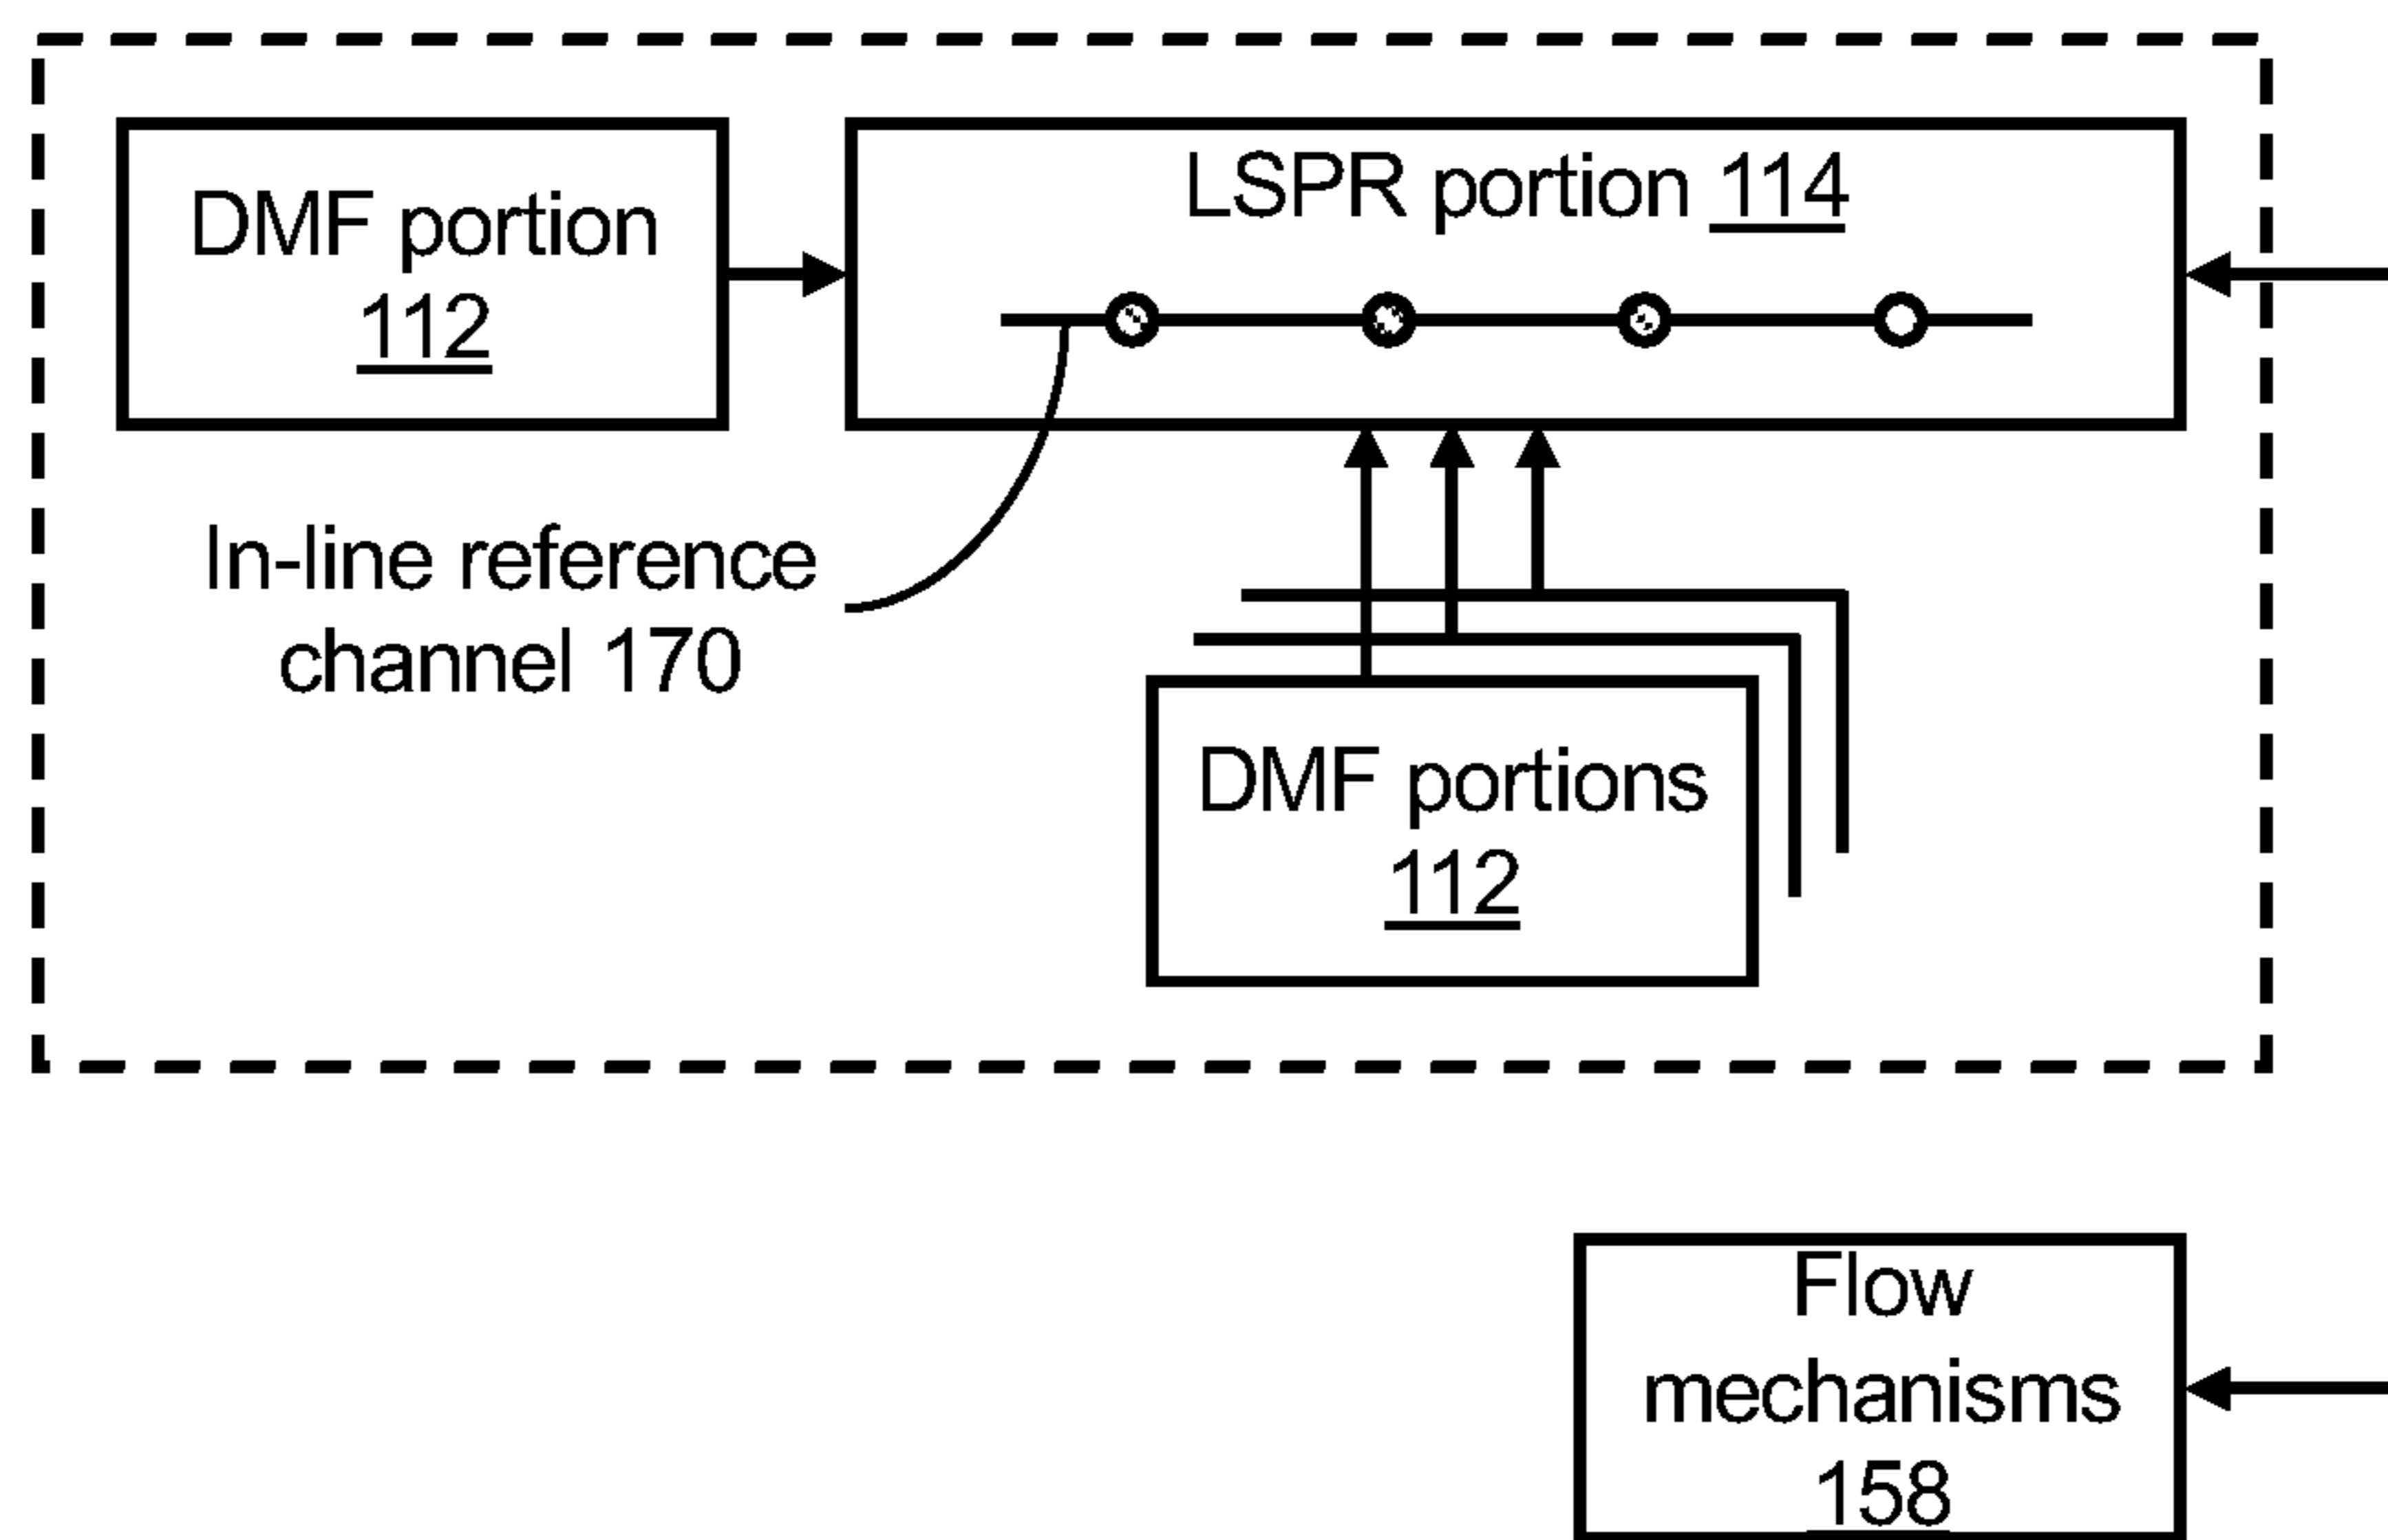 LSPR portion 114
DMF portion
112
In-line reference
channel 170
DMF portions
112
Flow
mechanisms
158